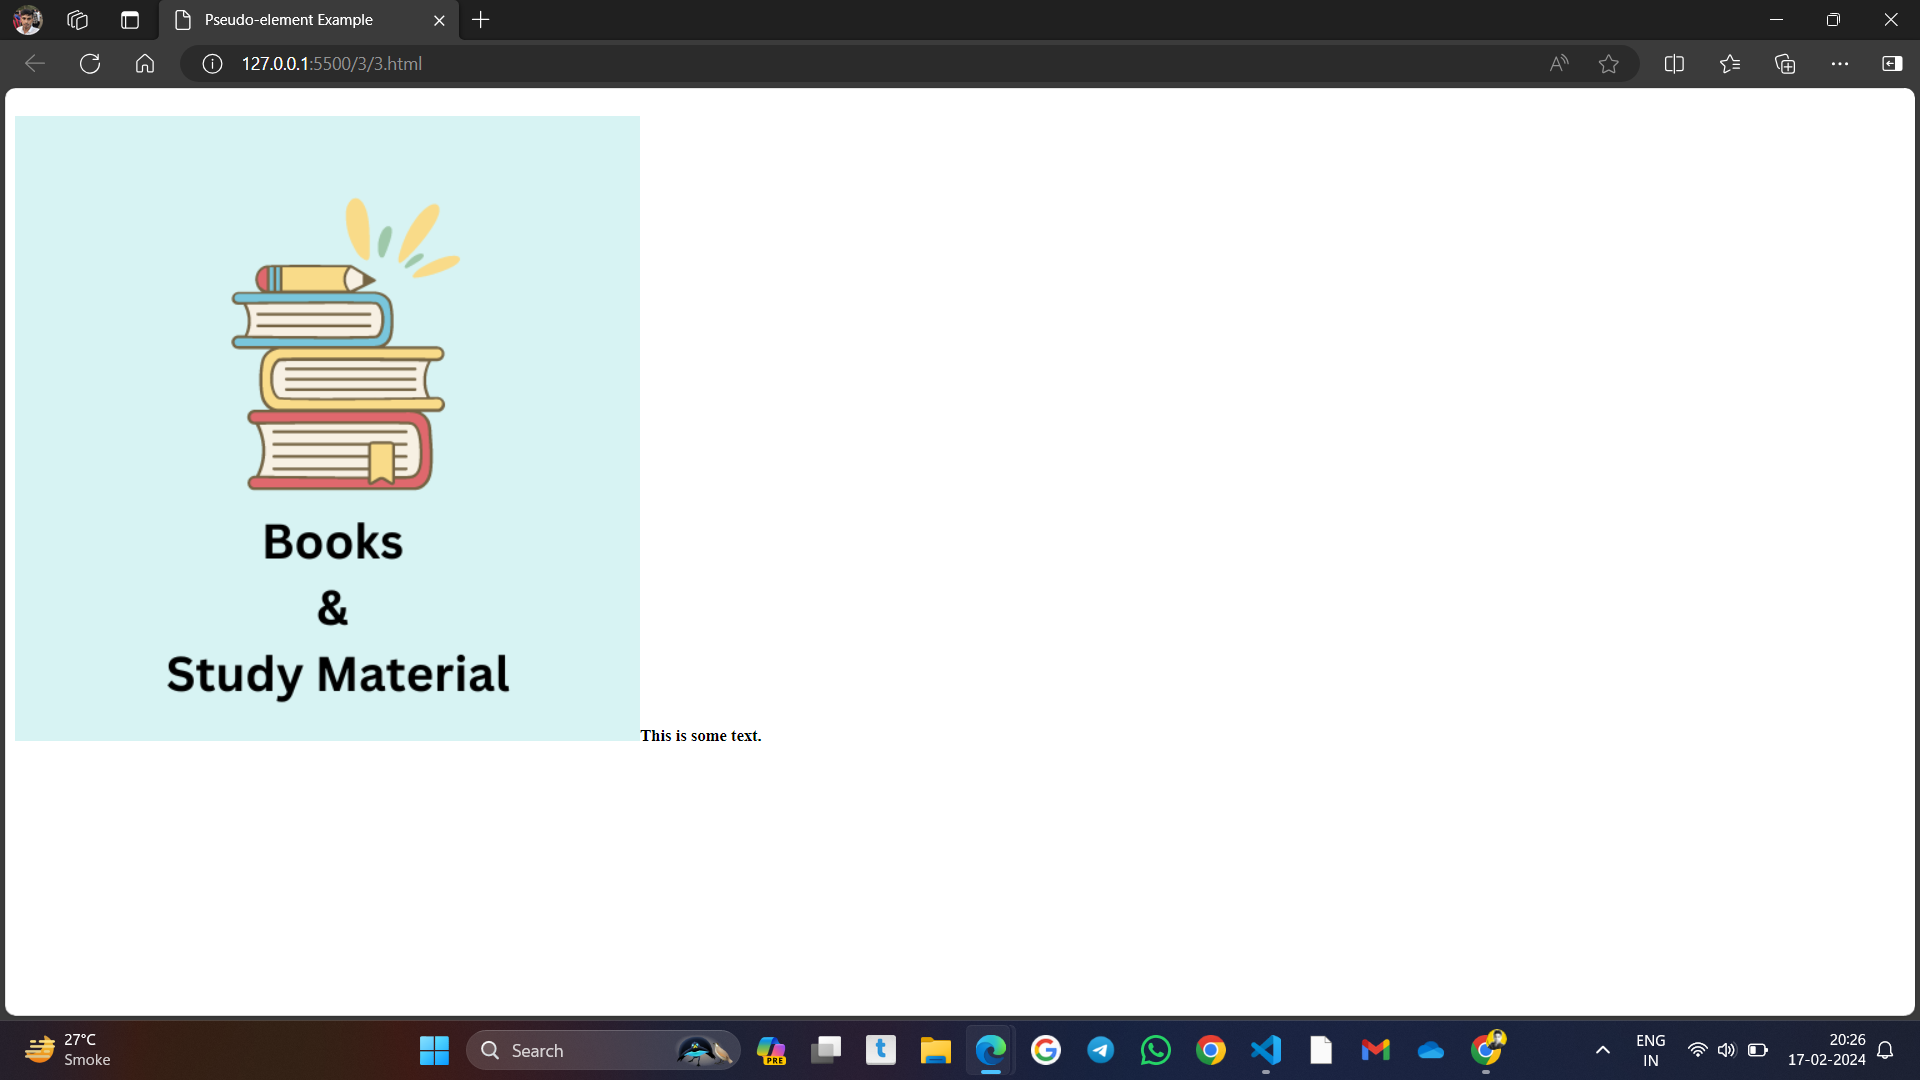 Pseudo-element Example
127.0.0.1:5500/3/3.html
Books
&
Study Material
This is some text.
27°C
Smoke
Search
PRE
ENG
IN
20:26
17-02-2024